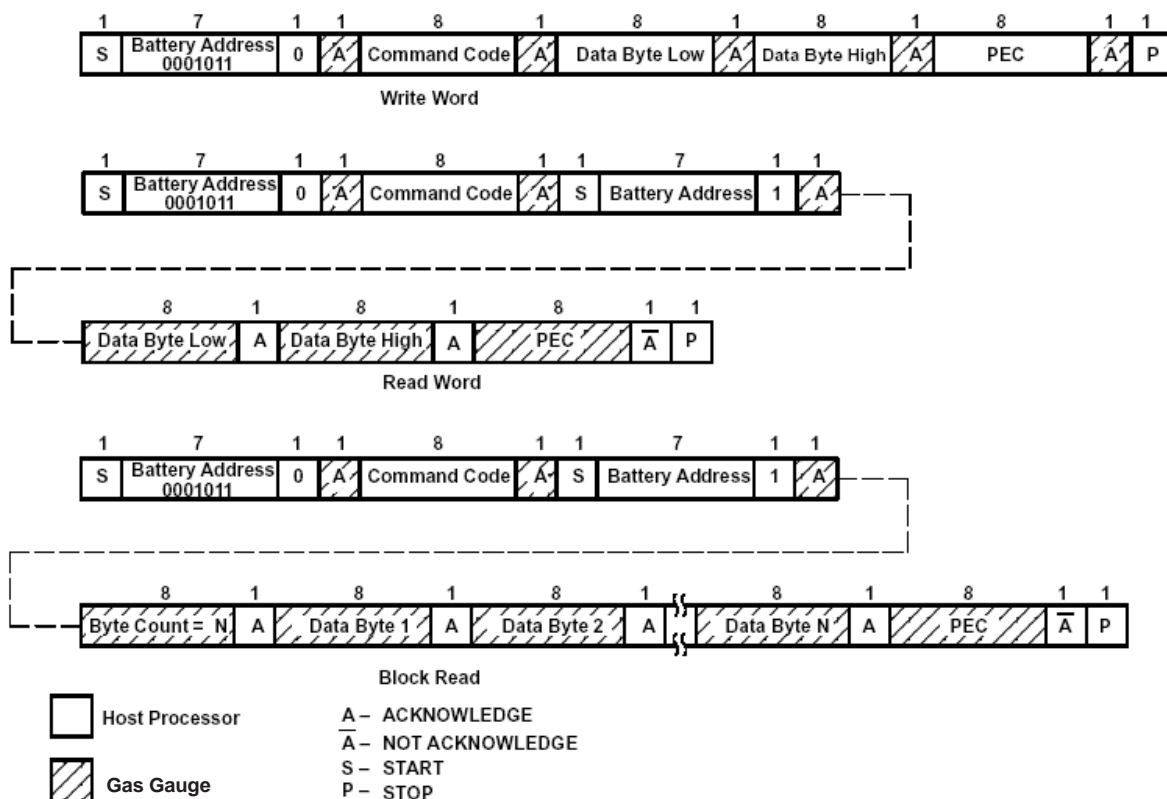 1 7 1 1 8 1 8 1 8 1 8 1 1
S Battery Address 0 A Command Code A Data Byte Low A Data Byte High A PEC A P
0001011
Write Word
1 7 1 1 8 1 1 7 1 1
S Battery Address 0 A Command Code A S Battery Address 1 A
0001011
8 1 8 1 8 1 1
Data Byte Low A Data Byte High A PEC A̅ P
Read Word
1 7 1 1 8 1 1 7 1 1
S Battery Address 0 A Command Code A S Battery Address 1 A
0001011
8 1 8 1 8 1 8 1 8 1 1
Byte Count = N A Data Byte 1 A Data Byte 2 A Data Byte N A PEC A̅ P
Block Read
Host Processor
A – ACKNOWLEDGE
A̅ – NOT ACKNOWLEDGE
S – START
Gas Gauge
P – STOP